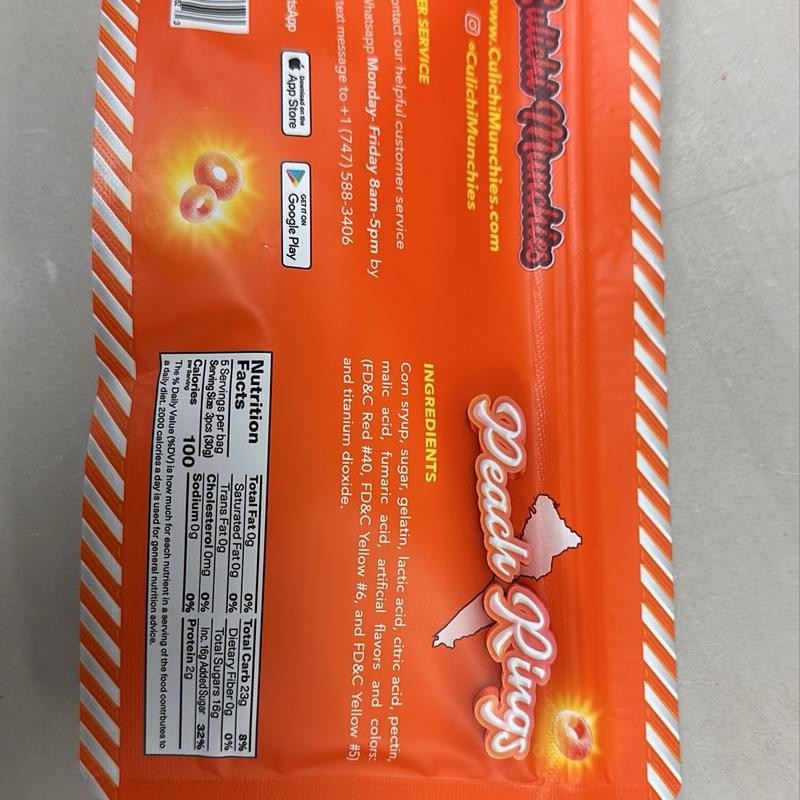 Culichi Munchies
www.CulichiMunchies.com
@CulichiMunchies
ER SERVICE
ontact our helpful customer service
Whatsapp Monday- Friday 8am-5pm by
text message to +1 (747) 588-3406
tsApp
Download on the
App Store
GET IT ON
Google Play
Peach Rings
INGREDIENTS
Corn sryup, sugar, gelatin, lactic acid, citric acid, pectin,
malic acid, fumaric acid, artificial flavors and colors:
(FD&C Red #40, FD&C Yellow #6, and FD&C Yellow #5)
and titanium dioxide.
Nutrition
Facts
6 Servings per bag
Serving Size 3pcs (30g)
Calories 100
per Serving
Total Fat 0g 0%
Saturated Fat 0g 0%
Trans Fat 0g
Cholesterol 0mg 0%
Sodium 0g 0%
Total Carb 23g 8%
Dietary Fiber 0g 0%
Total Sugars 16g
Inc. 16g Added Sugar 32%
Protein 2g
The % Daily Value (%DV) is how much for each nutrient in a serving of the food contributes to
a daily diet. 2000 calories a day is used for general nutrition advice.